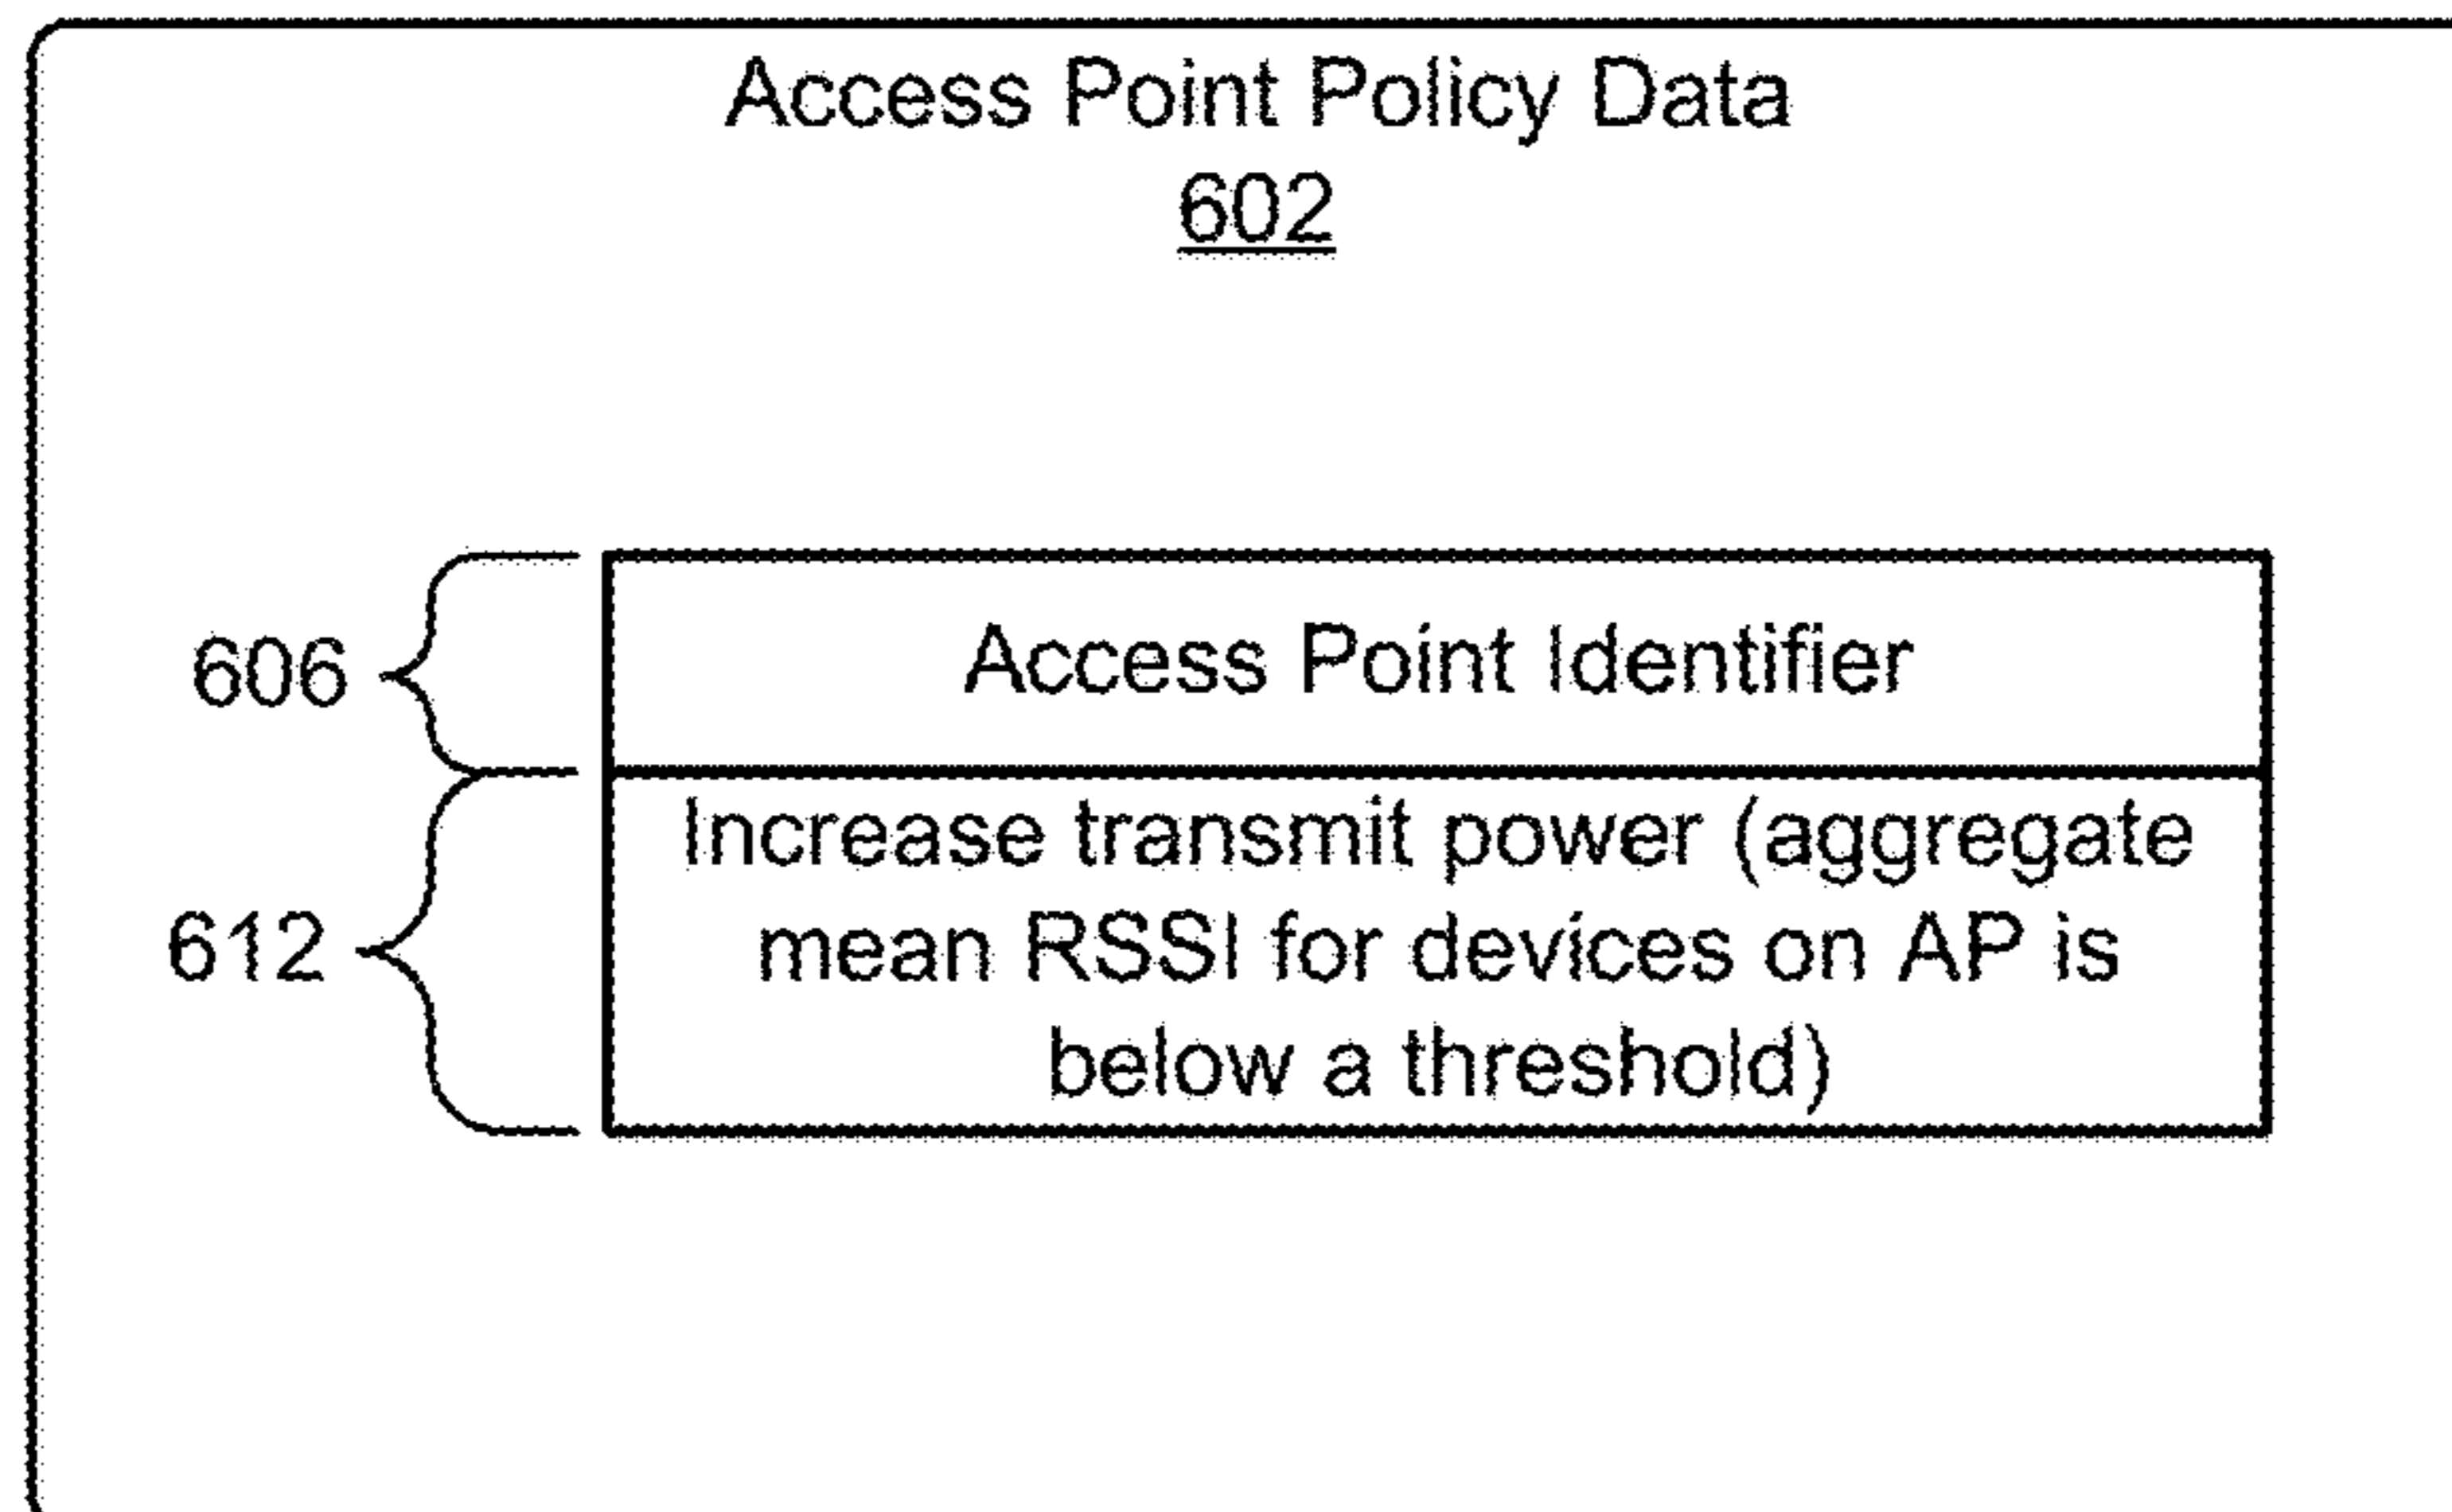 Access Point Policy Data
602
606
Access Point Identifier
612
Increase transmit power (aggregate
mean RSSI for devices on AP is
below a threshold)